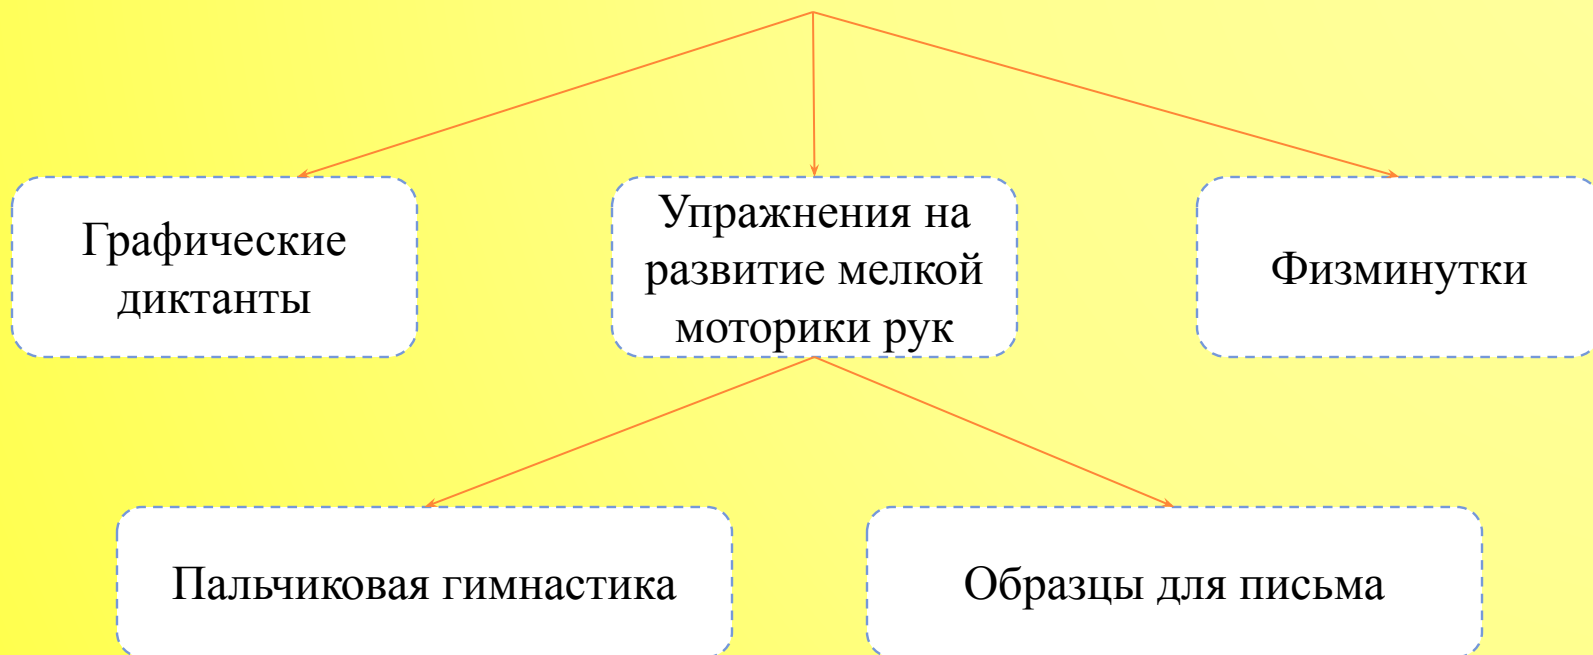 Графические
диктанты
Упражнения на
развитие мелкой
моторики рук
Физминутки
Пальчиковая гимнастика
Образцы для письма